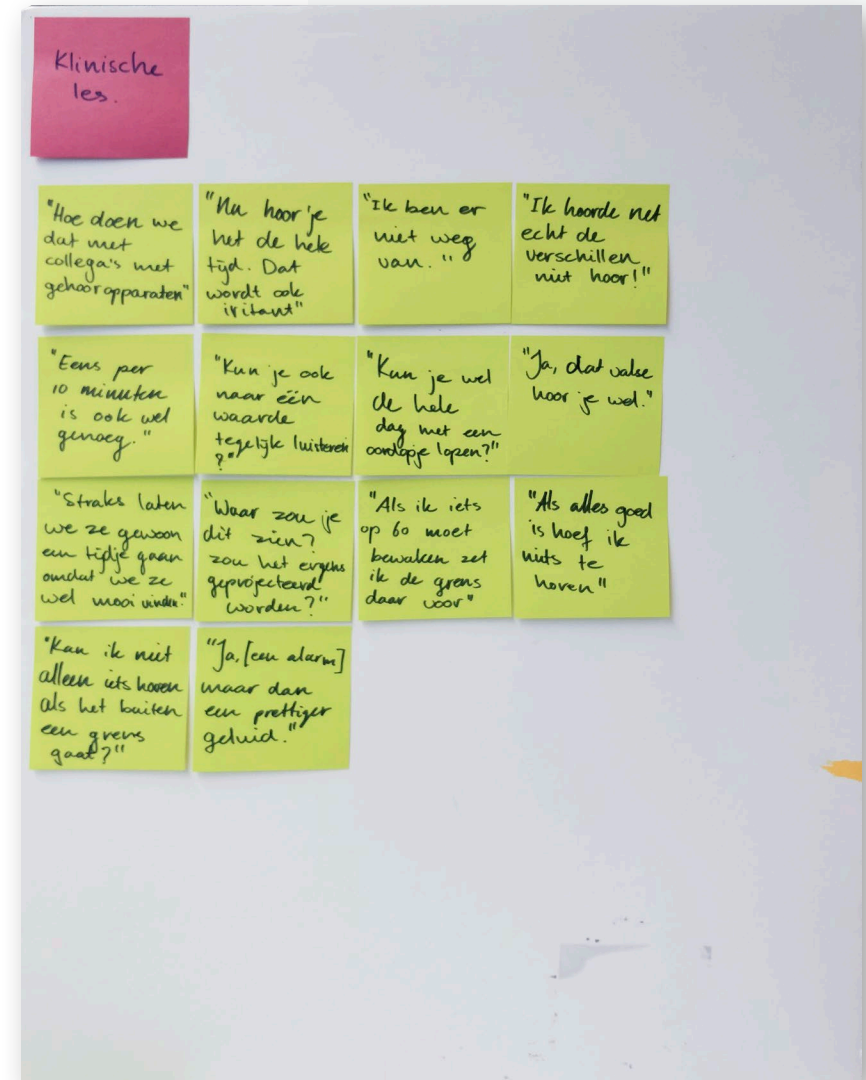 Klinische
les.
"Hoe doen we
dat met
collega's met
gehoorapparaten"
"Nu hoor je
het de hele
tijd. Dat
wordt ook
iritant"
"Ik ben er
niet weg
van."
"Ik hoorde net
echt de
verschillen
niet hoor!"
"Eens per
10 minuten
is ook wel
genoeg."
"Kun je ook
naar één
waarde
tegelijk luisteren
?"
"Kun je wel
de hele
dag met een
oordopje lopen?"
"Ja, dat valse
hoor je wel."
"Straks laten
we ze gewoon
een tijdje gaan
omdat we ze
wel mooi vinden."
"Waar zou je
dit zien?
zou het ergens
geprojecteerd
worden?"
"Als ik iets
op 60 moet
bewaken zet
ik de grens
daar voor"
"Als alles goed
is hoef ik
niets te
horen"
"Kan ik niet
alleen iets horen
als het buiten
een grens
gaat?"
"Ja, [een alarm]
maar dan
een prettiger
geluid."